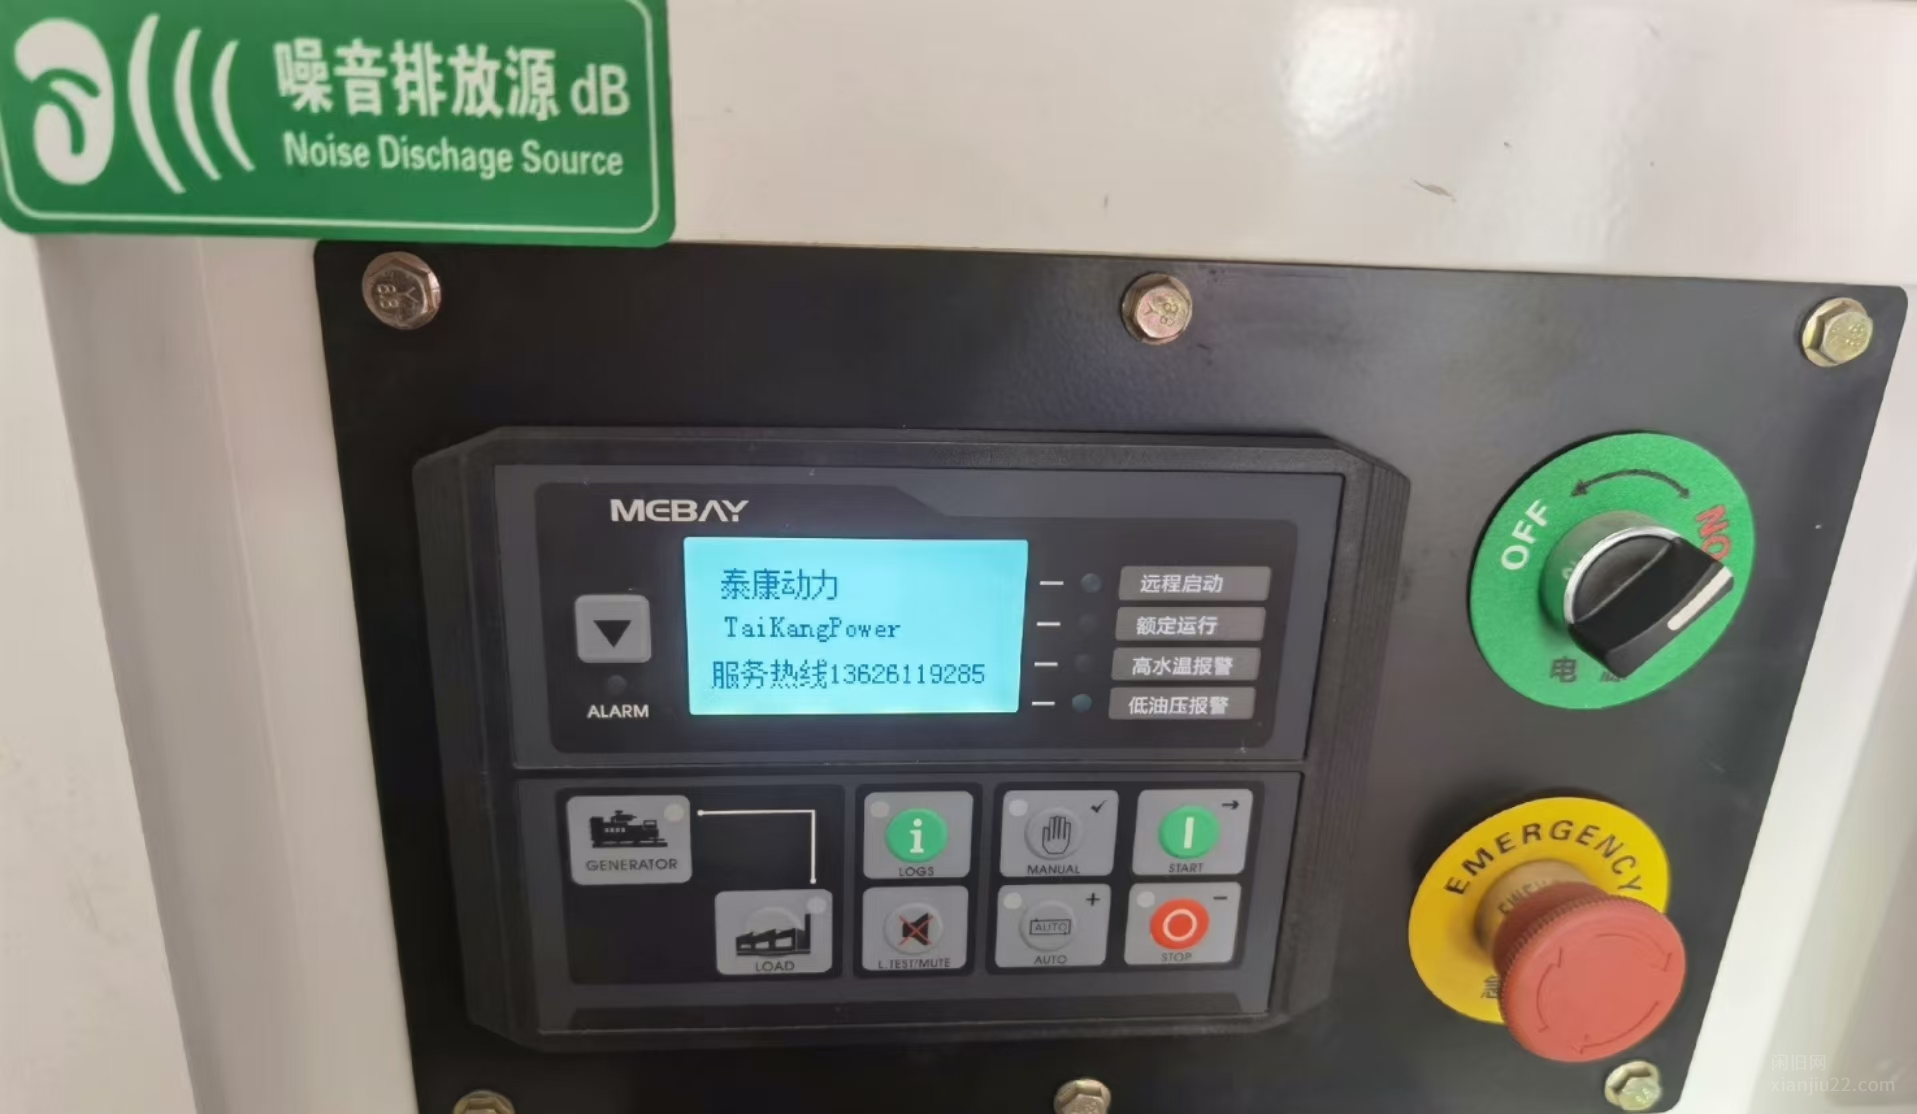 噪音排放源 dB
Noise Dischage Source
MEBAY
泰康动力
TaiKangPower
服务热线13626119285
ALARM
远程启动
额定运行
高水温报警
低油压报警
OFF
NO
电
GENERATOR
LOAD
LOGS
L.TEST/MUTE
MANUAL
START
AUTO
AUTO
STOP
EMERGENCY
急
闲旧网
xianjiu22.com